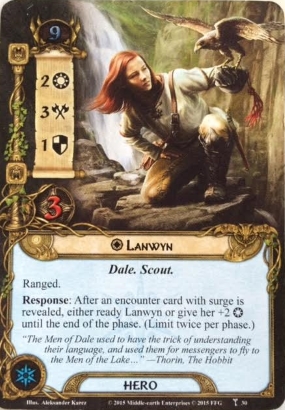 9
2
3
1
3
LANWYN
Dale. Scout.
Ranged.
Response: After an encounter card with surge is
revealed, either ready Lanwyn or give her +2
until the end of the phase. (Limit twice per phase.)
"The Men of Dale used to have the trick of understanding
their language, and used them for messengers to fly to
the Men of the Lake…" —Thorin, The Hobbit
HERO
Illus. Aleksander Karcz © 2015 Middle-earth Enterprises © 2015 FFG 30